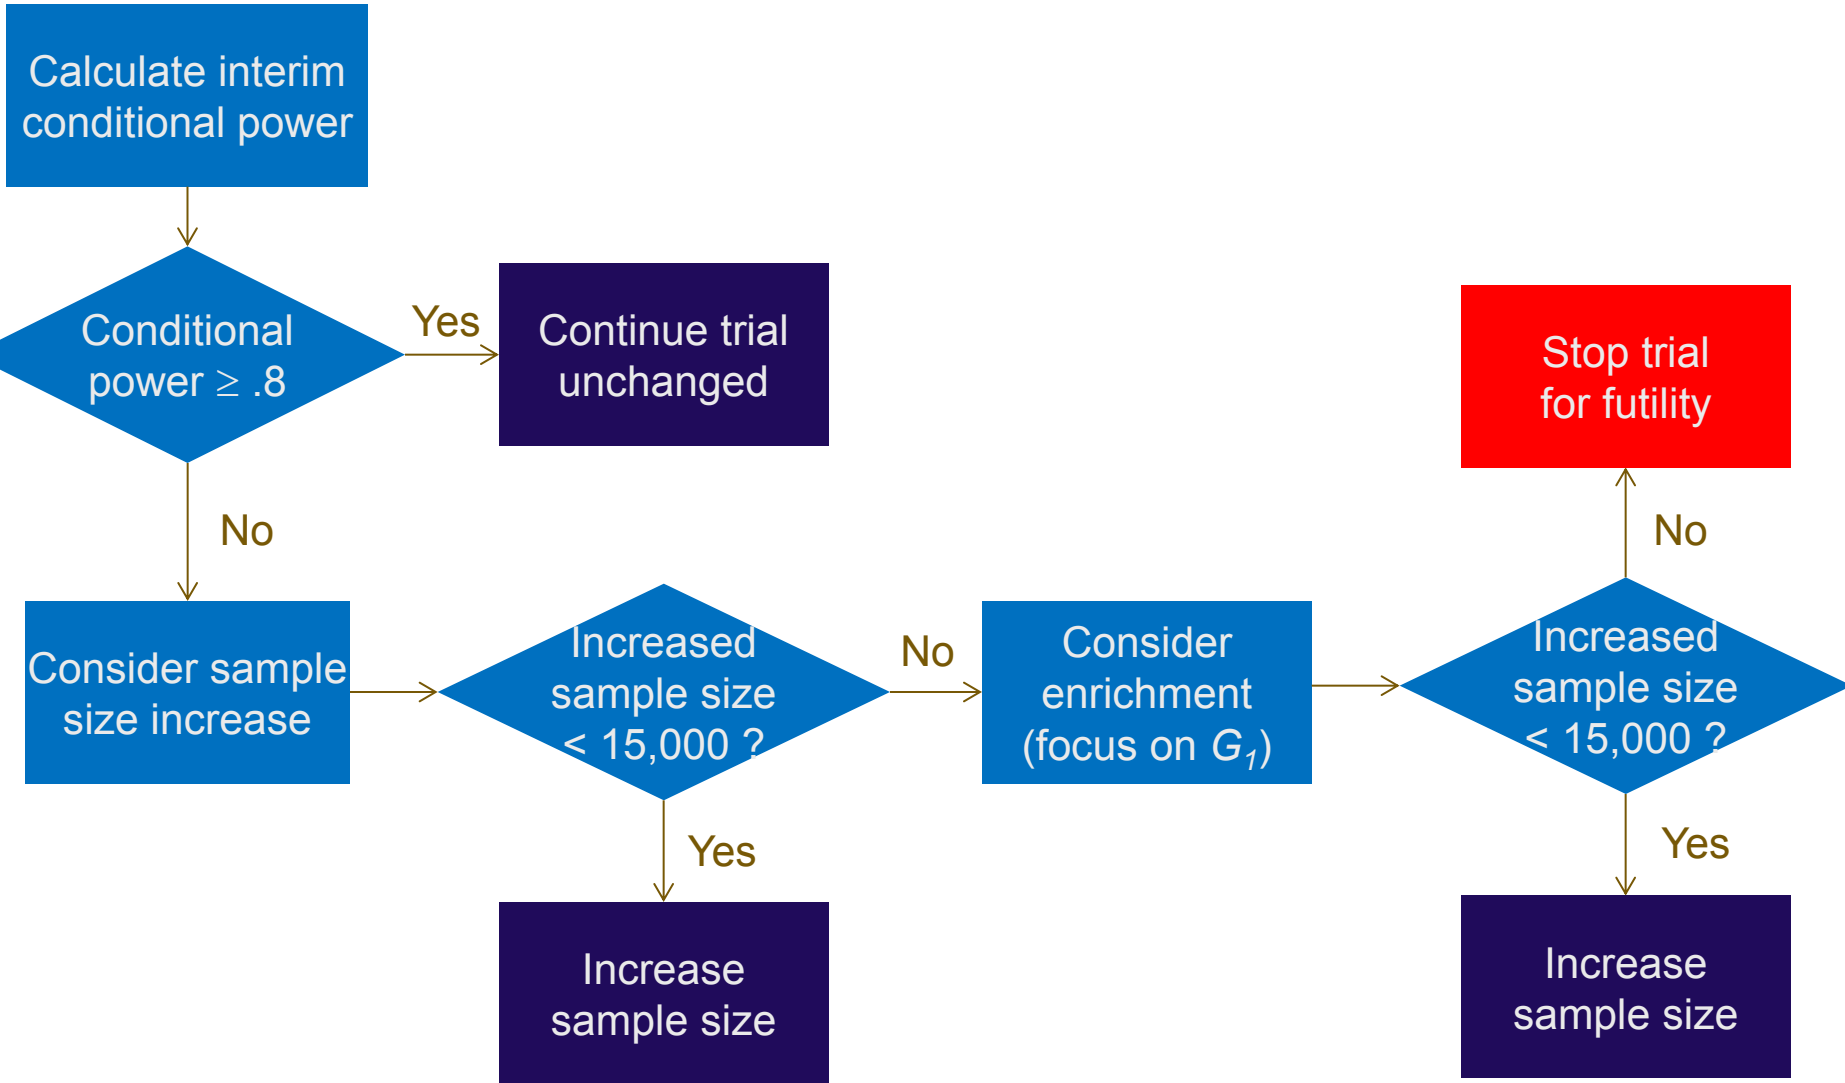 Calculate interim
conditional power
Conditional
power ≥ .8
Yes
Continue trial
unchanged
No
Consider sample
size increase
Increased
sample size
< 15,000 ?
Yes
Increase
sample size
No
Consider
enrichment
(focus on G₁)
Increased
sample size
< 15,000 ?
No
Stop trial
for futility
Yes
Increase
sample size